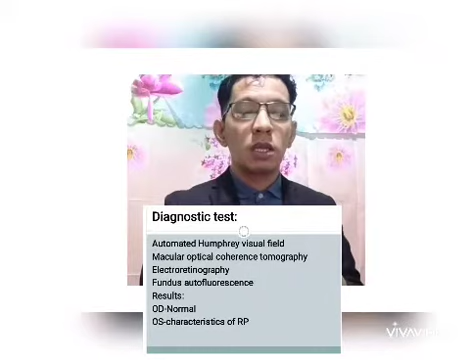 Diagnostic test:
Automated Humphrey visual field
Macular optical coherence tomography
Electroretinography
Fundus autofluorescence
Results:
OD-Normal
OS-characteristics of RP